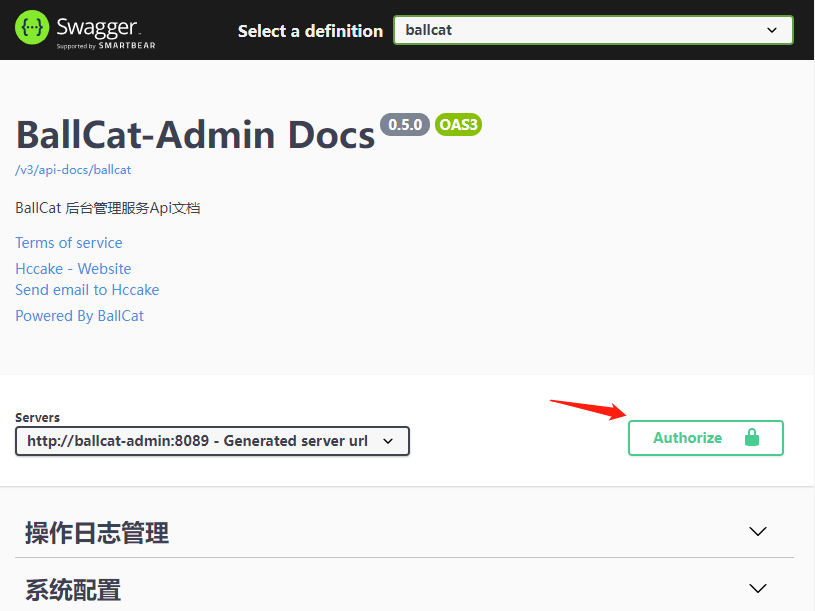 Swagger.
Supported by SMARTBEAR
Select a definition
ballcat
BallCat-Admin Docs 0.5.0 OAS3
/v3/api-docs/ballcat
BallCat 后台管理服务Api文档
Terms of service
Hccake - Website
Send email to Hccake
Powered By BallCat
Servers
http://ballcat-admin:8089 - Generated server url
Authorize
操作日志管理
系统配置